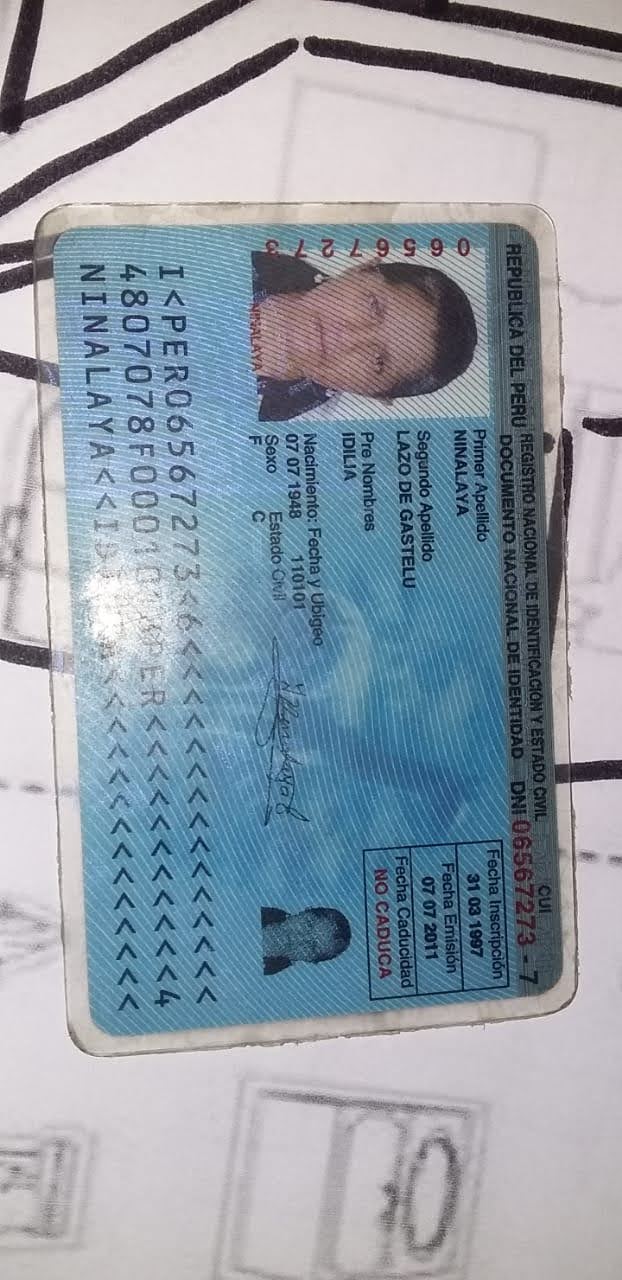 REPUBLICA DEL PERU
REGISTRO NACIONAL DE IDENTIFICACION Y ESTADO CIVIL
DOCUMENTO NACIONAL DE IDENTIDAD
CUI
DNI 06567273 - 7
06567273
NINALAYA
Primer Apellido
NINALAYA
Segundo Apellido
LAZO DE GASTELU
Pre Nombres
IDILIA
Nacimiento: Fecha y Ubigeo
07 07 1948 110101
Sexo Estado Civil
F C
Fecha Inscripción
31 03 1997
Fecha Emisión
07 07 2011
Fecha Caducidad
NO CADUCA
I<PER06567273<6<<<<<<<<<<<<<<<
4807078F00010 PER<<<<<<<<<<<4
NINALAYA<<I <<<<<<<<<<<<<<